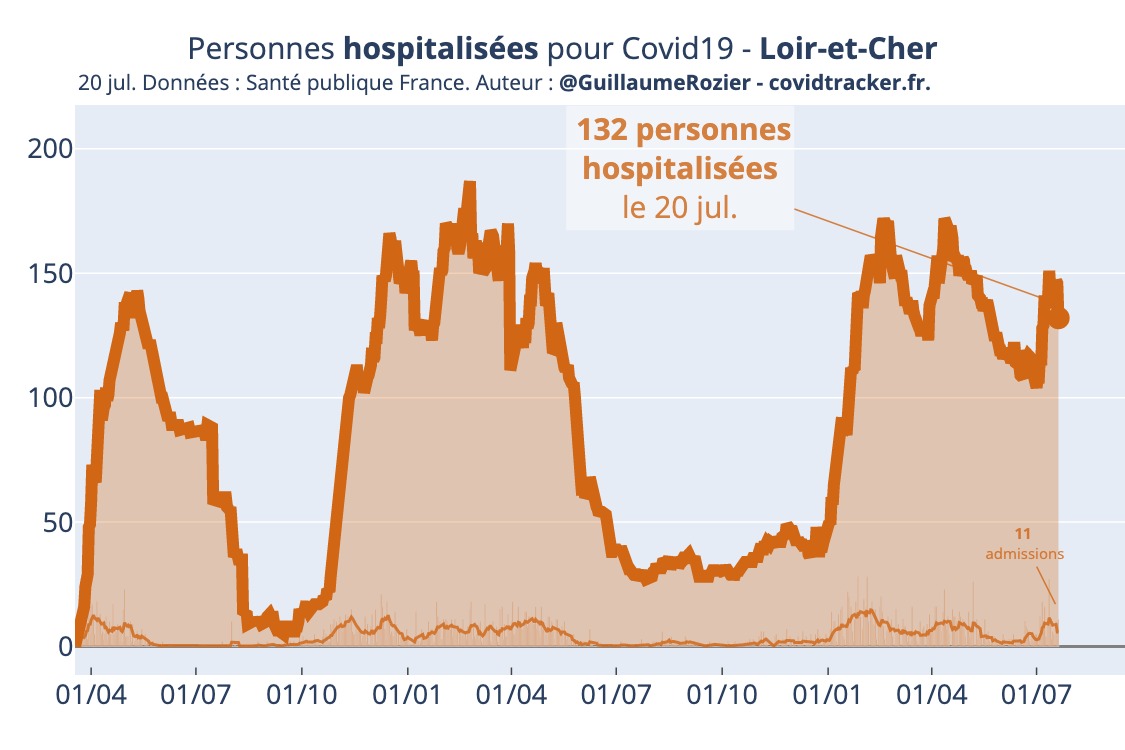 Personnes hospitalisées pour Covid19 - Loir-et-Cher
20 jul. Données : Santé publique France. Auteur : @GuillaumeRozier - covidtracker.fr.
132 personnes
hospitalisées
le 20 jul.
200
150
100
50
0
11
admissions
01/04 01/07 01/10 01/01 01/04 01/07 01/10 01/01 01/04 01/07